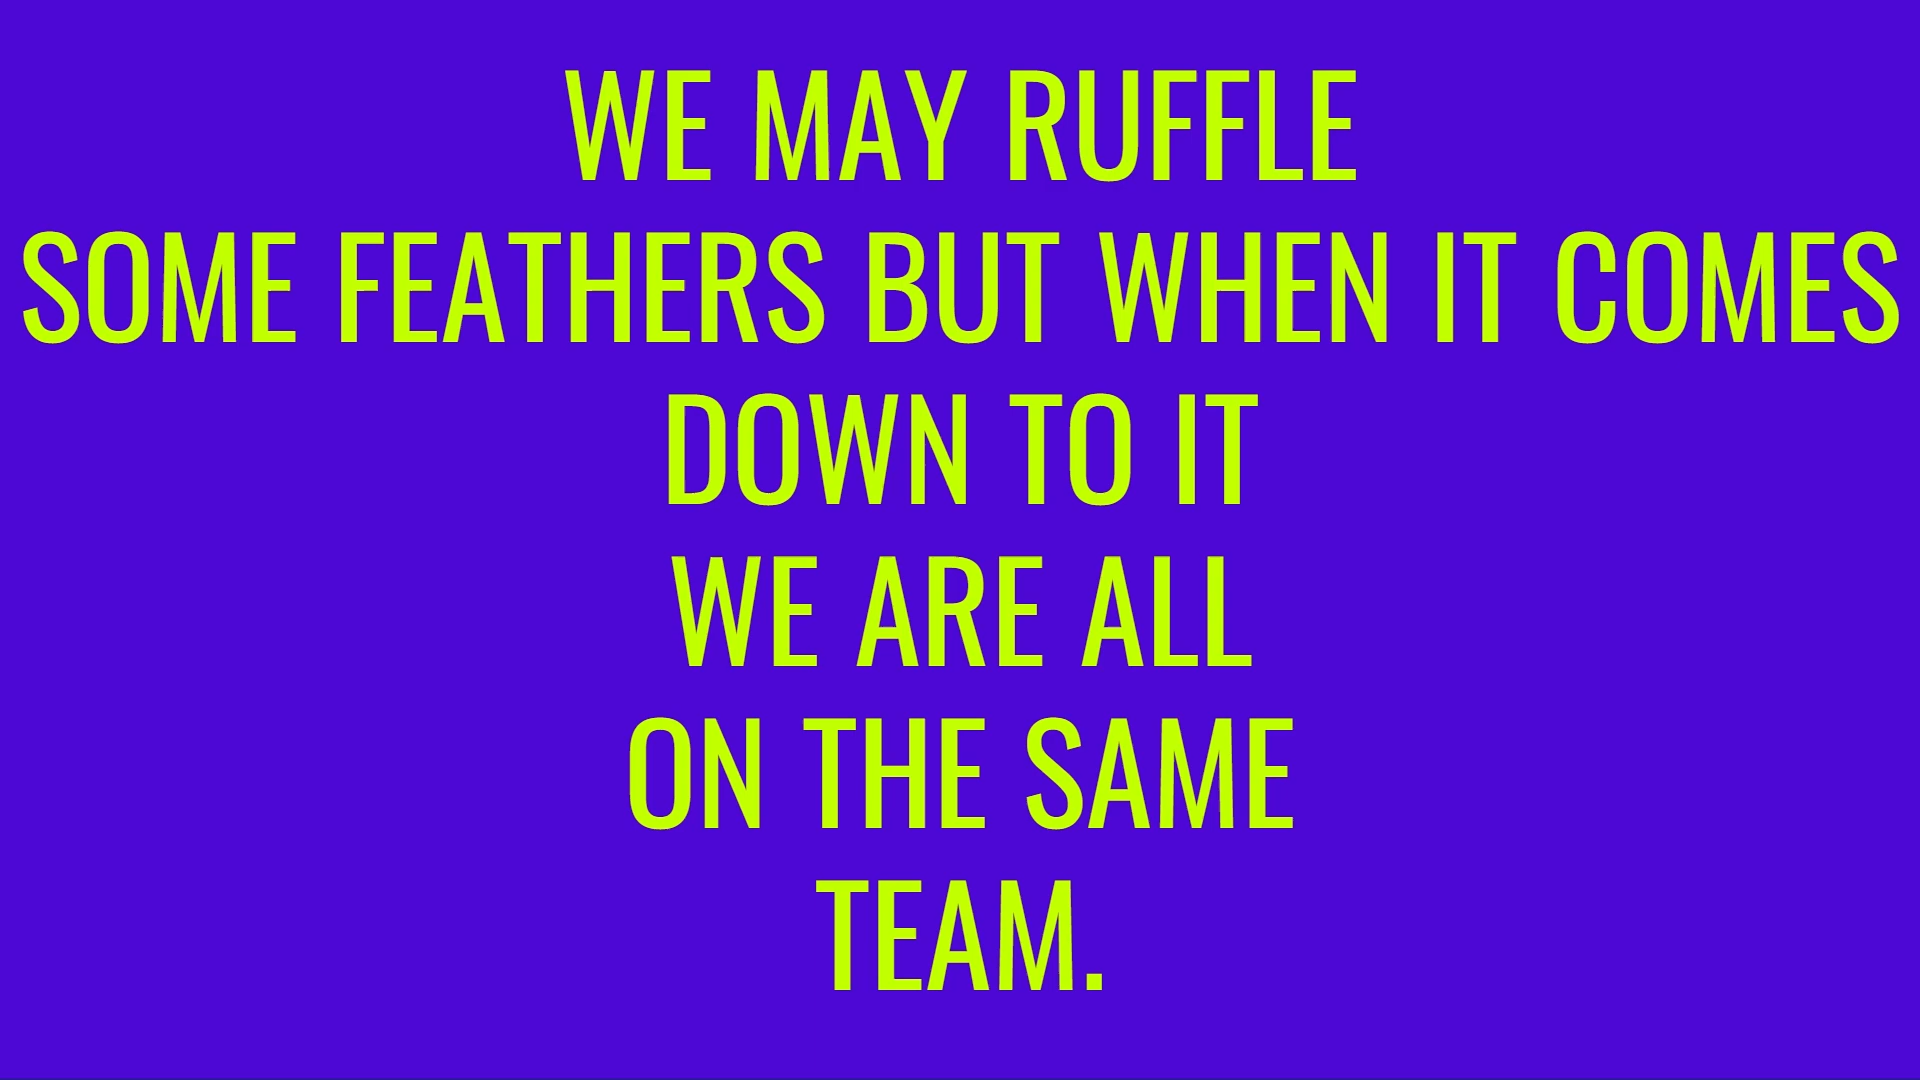 WE MAY RUFFLE
SOME FEATHERS BUT WHEN IT COMES
DOWN TO IT
WE ARE ALL
ON THE SAME
TEAM.